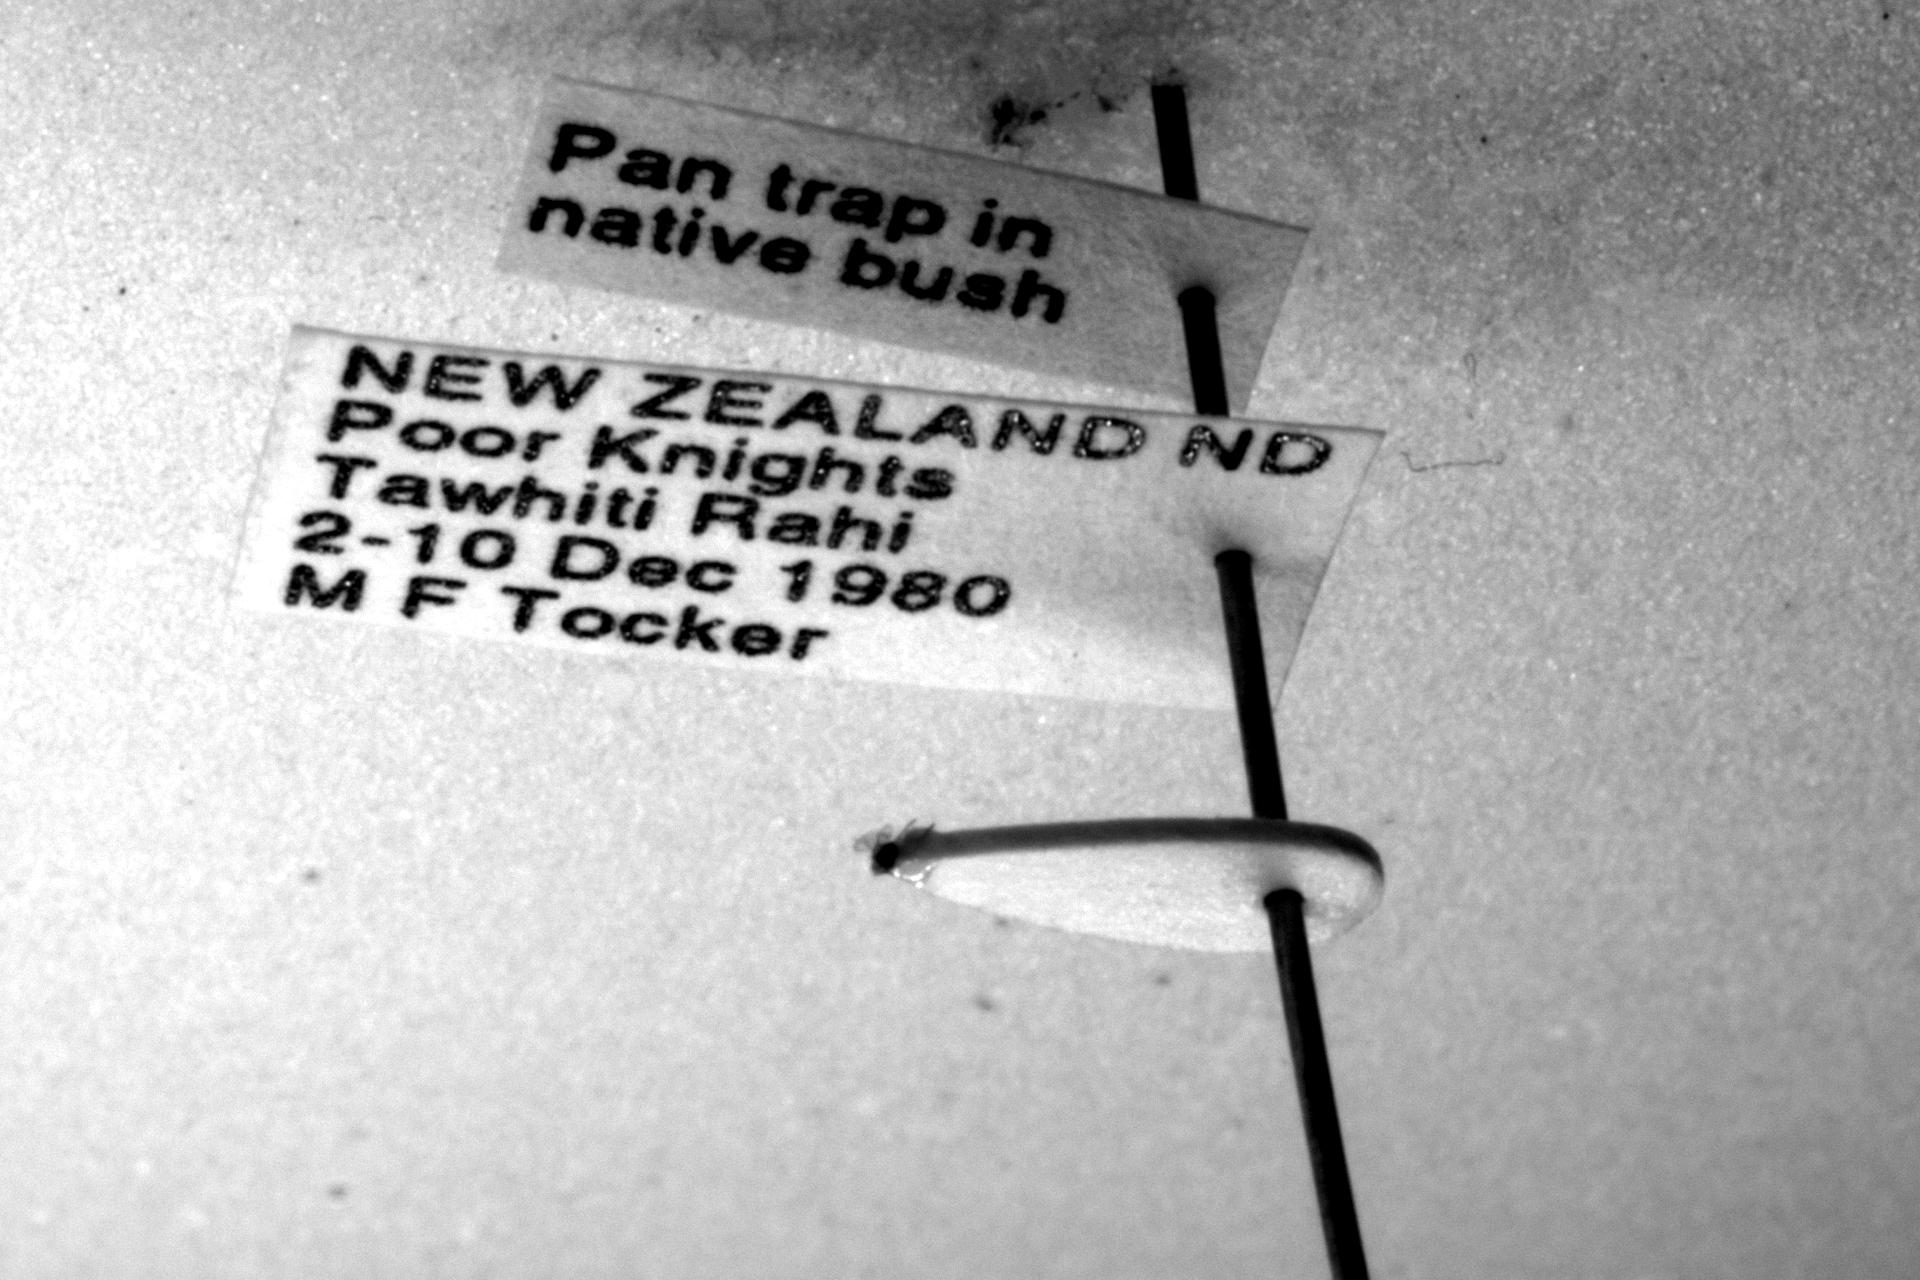 Pan trap in
native bush
NEW ZEALAND ND
Poor Knights
Tawhiti Rahi
2-10 Dec 1980
M F Tocker